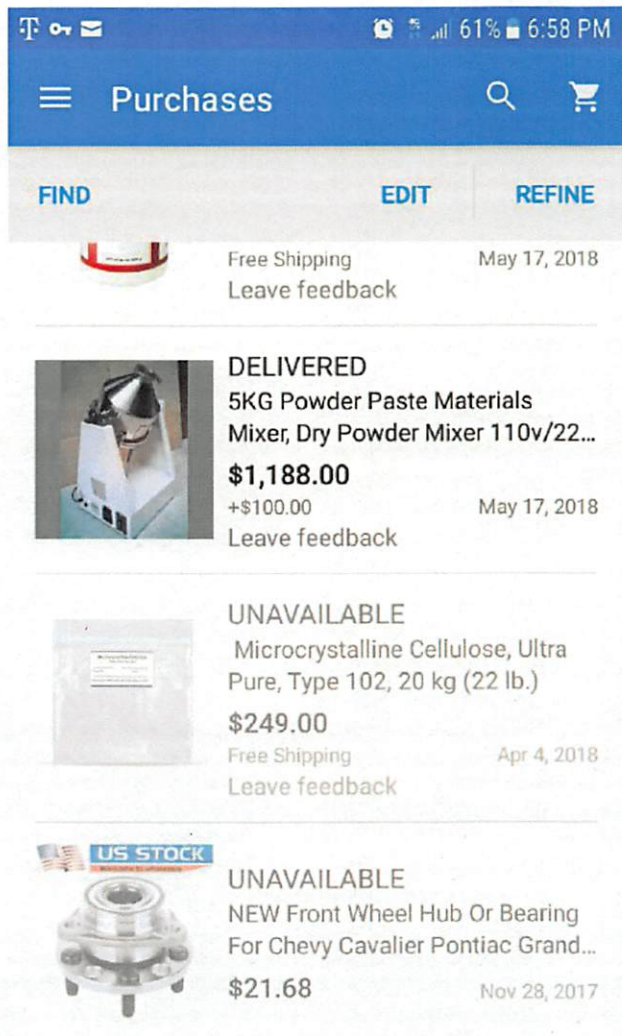 61% 6:58 PM
Purchases
FIND EDIT REFINE
Free Shipping May 17, 2018
Leave feedback
DELIVERED
5KG Powder Paste Materials
Mixer, Dry Powder Mixer 110v/22...
$1,188.00
+$100.00 May 17, 2018
Leave feedback
UNAVAILABLE
Microcrystalline Cellulose, Ultra
Pure, Type 102, 20 kg (22 lb.)
$249.00
Free Shipping Apr 4, 2018
Leave feedback
US STOCK
UNAVAILABLE
NEW Front Wheel Hub Or Bearing
For Chevy Cavalier Pontiac Grand...
$21.68 Nov 28, 2017